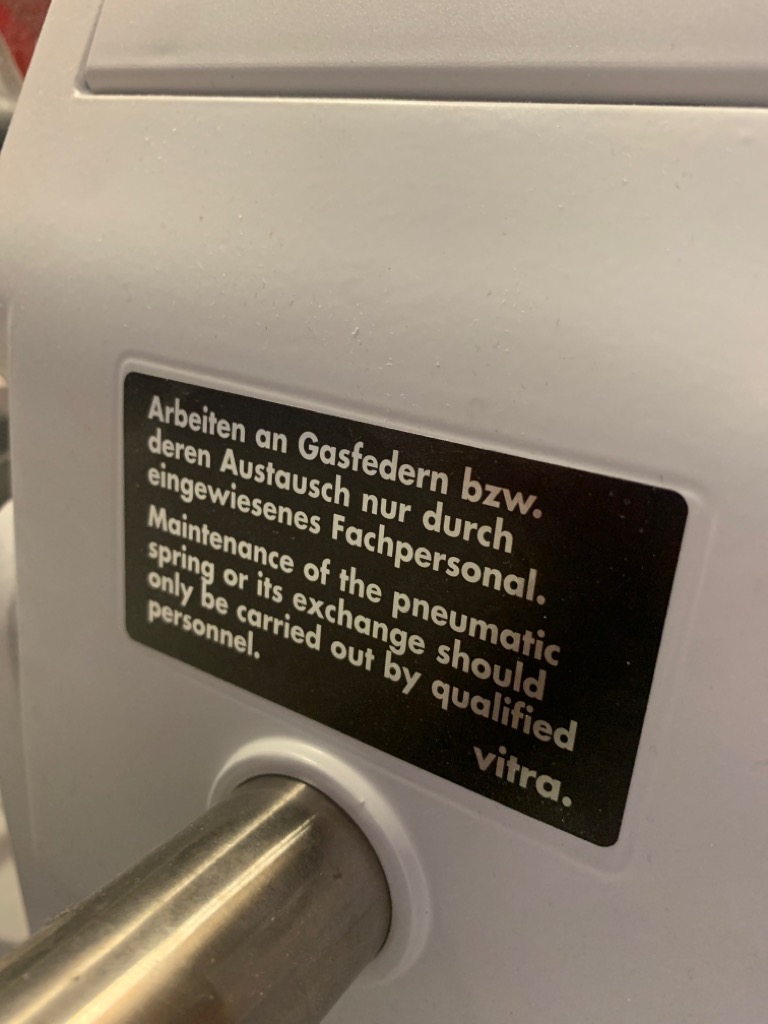 Arbeiten an Gasfedern bzw.
deren Austausch nur durch
eingewiesenes Fachpersonal.
Maintenance of the pneumatic
spring or its exchange should
only be carried out by qualified
personnel.
vitra.